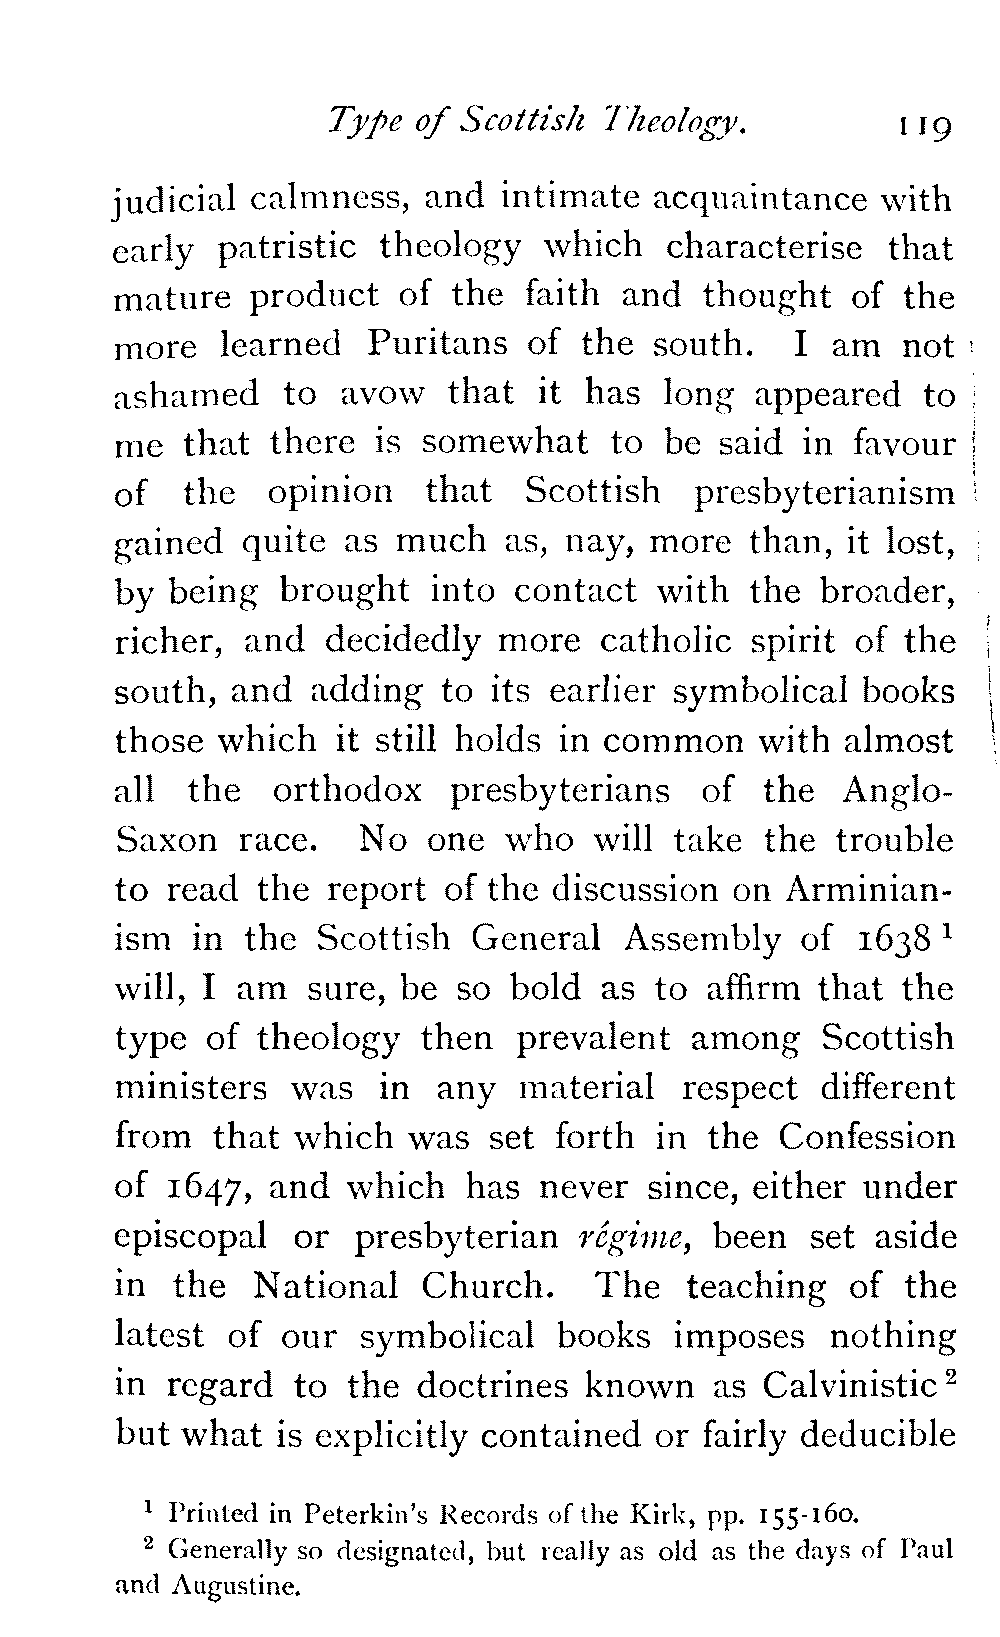 Type of Scottish Theology. 119
judicial calmness, and intimate acquaintance with
early patristic theology which characterise that
mature product of the faith and thought of the
more learned Puritans of the south. I am not
ashamed to avow that it has long appeared to
me that there is somewhat to be said in favour
of the opinion that Scottish presbyterianism
gained quite as much as, nay, more than, it lost,
by being brought into contact with the broader,
richer, and decidedly more catholic spirit of the
south, and adding to its earlier symbolical books
those which it still holds in common with almost
all the orthodox presbyterians of the Anglo-
Saxon race. No one who will take the trouble
to read the report of the discussion on Arminian-
ism in the Scottish General Assembly of 1638 ¹
will, I am sure, be so bold as to affirm that the
type of theology then prevalent among Scottish
ministers was in any material respect different
from that which was set forth in the Confession
of 1647, and which has never since, either under
episcopal or presbyterian régime, been set aside
in the National Church. The teaching of the
latest of our symbolical books imposes nothing
in regard to the doctrines known as Calvinistic ²
but what is explicitly contained or fairly deducible
¹ Printed in Peterkin's Records of the Kirk, pp. 155-160.
² Generally so designated, but really as old as the days of Paul
and Augustine.